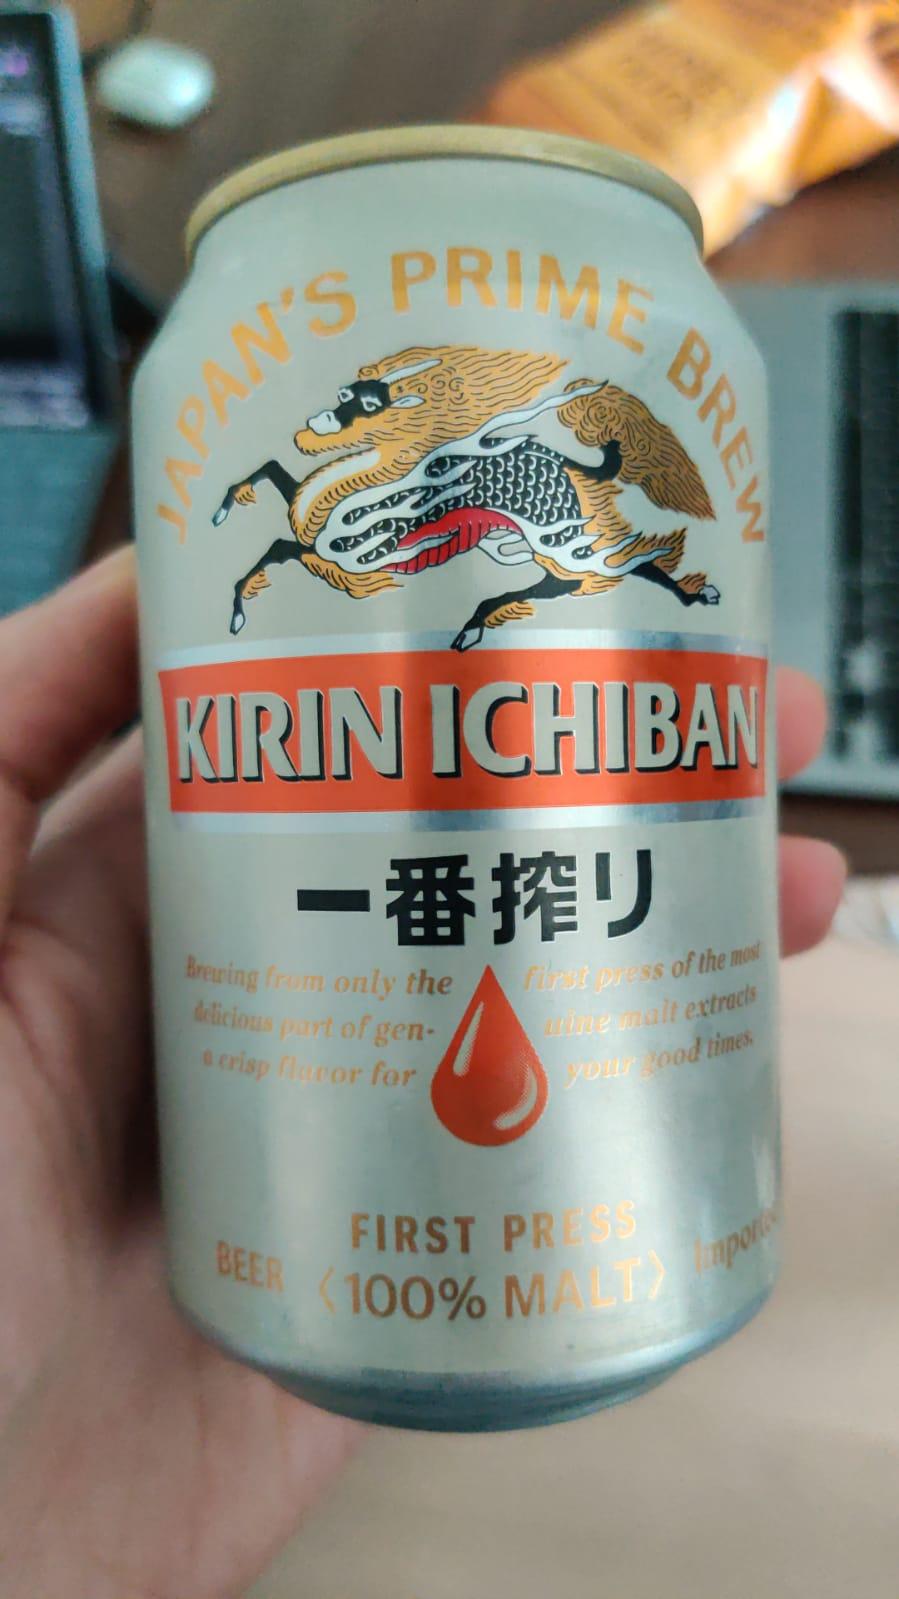 JAPAN'S PRIME BREW
KIRIN ICHIBAN
一番搾り
Brewing from only the first press of the most
delicious part of gen- uine malt extracts
a crisp flavor for your good times.
FIRST PRESS
BEER 〈100% MALT〉